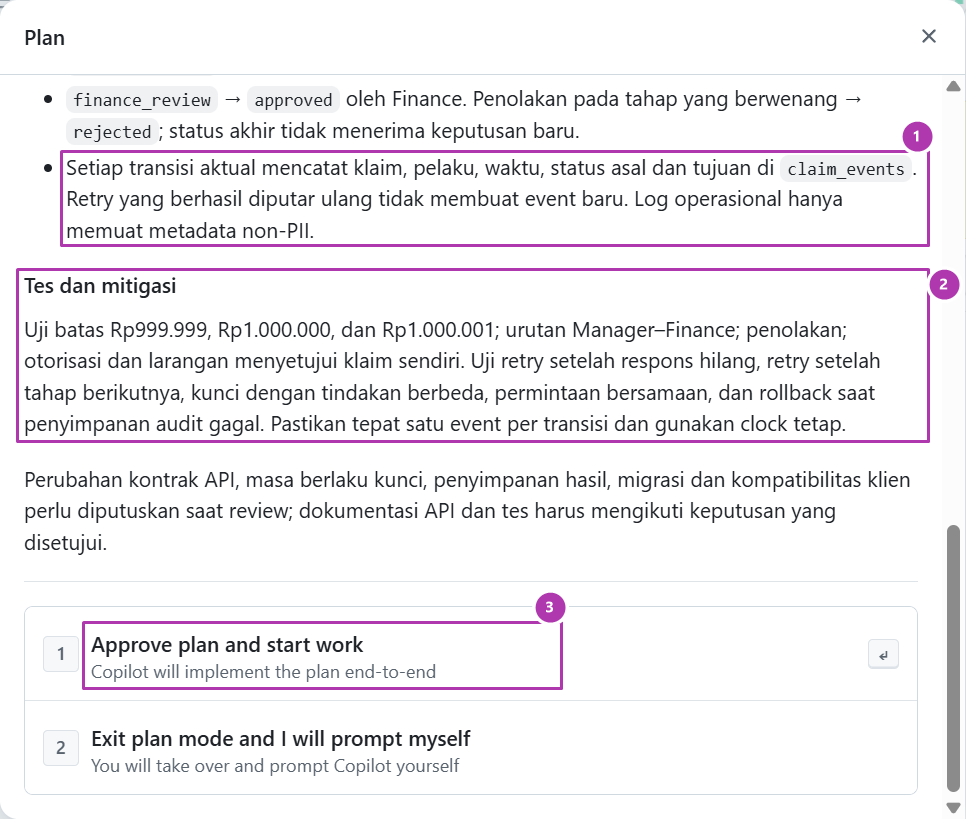 Plan
finance_review → approved oleh Finance. Penolakan pada tahap yang berwenang →
rejected; status akhir tidak menerima keputusan baru.
1
Setiap transisi aktual mencatat klaim, pelaku, waktu, status asal dan tujuan di claim_events.
Retry yang berhasil diputar ulang tidak membuat event baru. Log operasional hanya
memuat metadata non-PII.
Tes dan mitigasi
2
Uji batas Rp999.999, Rp1.000.000, dan Rp1.000.001; urutan Manager–Finance; penolakan;
otorisasi dan larangan menyetujui klaim sendiri. Uji retry setelah respons hilang, retry setelah
tahap berikutnya, kunci dengan tindakan berbeda, permintaan bersamaan, dan rollback saat
penyimpanan audit gagal. Pastikan tepat satu event per transisi dan gunakan clock tetap.
Perubahan kontrak API, masa berlaku kunci, penyimpanan hasil, migrasi dan kompatibilitas klien
perlu diputuskan saat review; dokumentasi API dan tes harus mengikuti keputusan yang
disetujui.
3
1
Approve plan and start work
Copilot will implement the plan end-to-end
2
Exit plan mode and I will prompt myself
You will take over and prompt Copilot yourself